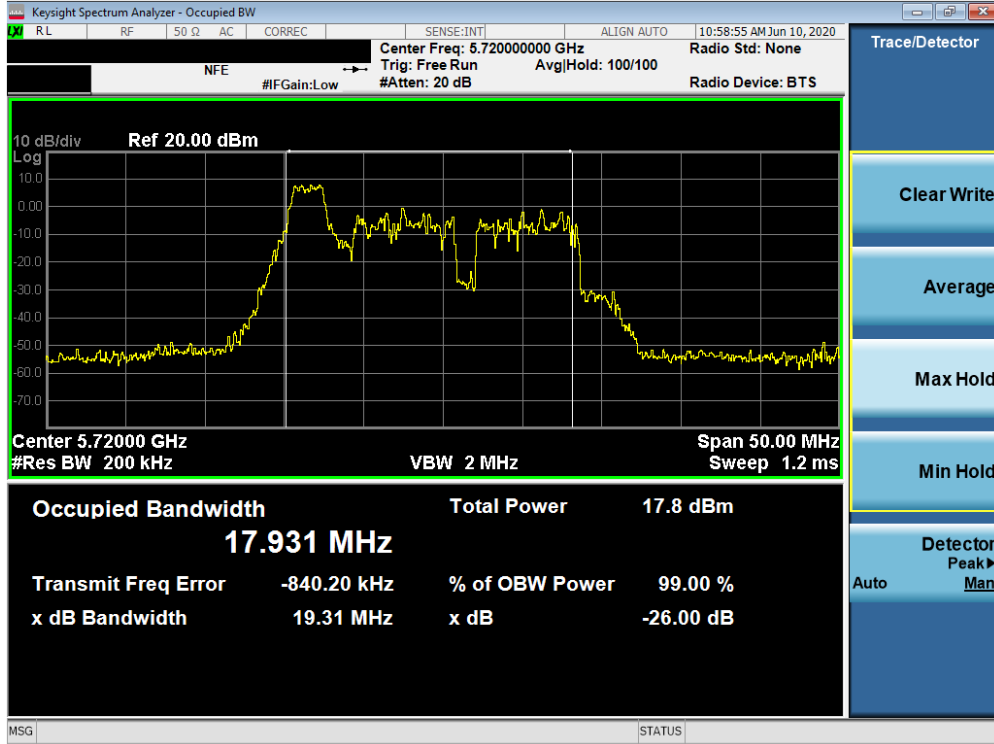 Keysight Spectrum Analyzer - Occupied BW
LXI RL RF 50 Ω AC CORREC SENSE:INT ALIGN AUTO 10:58:55 AM Jun 10, 2020
Center Freq: 5.720000000 GHz Radio Std: None
NFE Trig: Free Run Avg|Hold: 100/100
#IFGain:Low #Atten: 20 dB Radio Device: BTS
10 dB/div Ref 20.00 dBm
Log
10.0
0.00
-10.0
-20.0
-30.0
-40.0
-50.0
-60.0
-70.0
Center 5.72000 GHz Span 50.00 MHz
#Res BW 200 kHz VBW 2 MHz Sweep 1.2 ms
Occupied Bandwidth Total Power 17.8 dBm
17.931 MHz
Transmit Freq Error -840.20 kHz % of OBW Power 99.00 %
x dB Bandwidth 19.31 MHz x dB -26.00 dB
MSG STATUS
Trace/Detector
Clear Write
Average
Max Hold
Min Hold
Detector
Peak▶
Auto Man